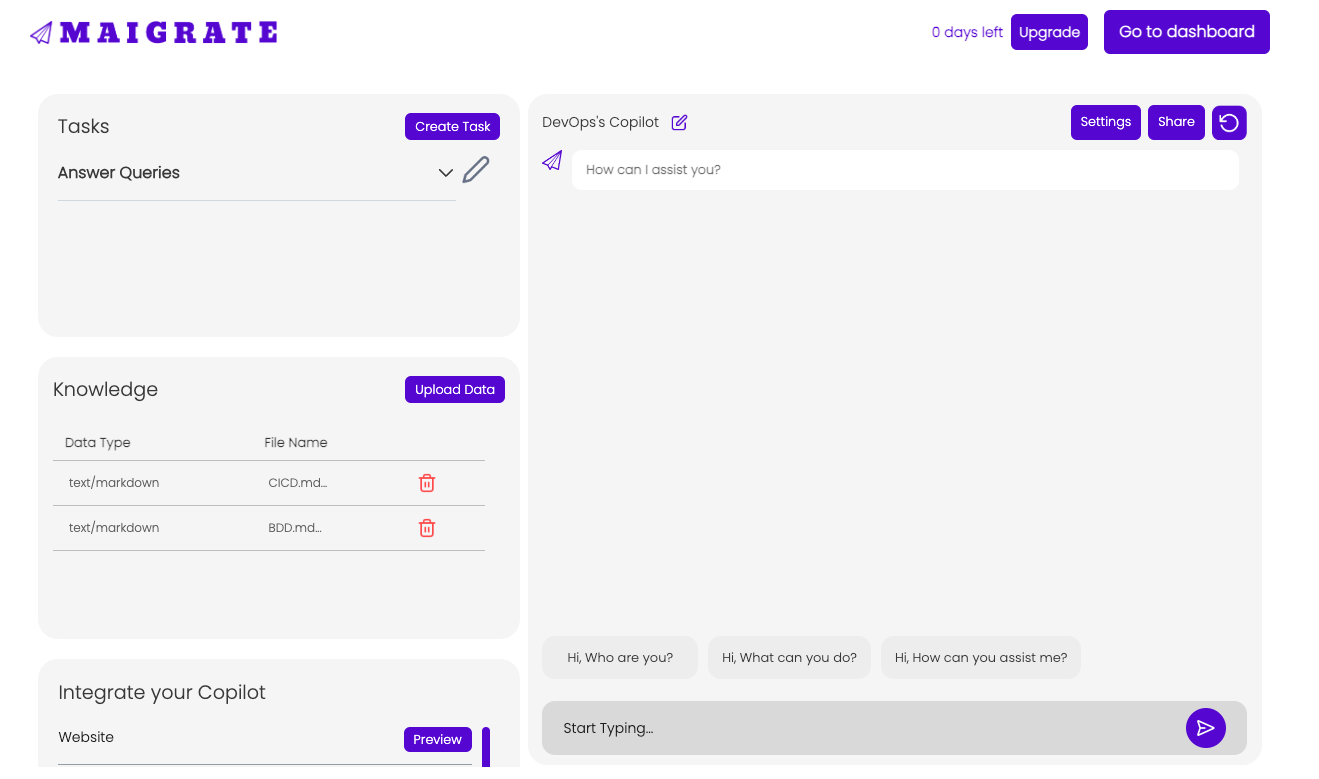 MAIGRATE
0 days left
Upgrade
Go to dashboard
Tasks
Create Task
Answer Queries
Knowledge
Upload Data
Data Type File Name
text/markdown CICD.md...
text/markdown BDD.md...
Integrate your Copilot
Website
Preview
DevOps's Copilot
Settings
Share
How can I assist you?
Hi, Who are you?
Hi, What can you do?
Hi, How can you assist me?
Start Typing...